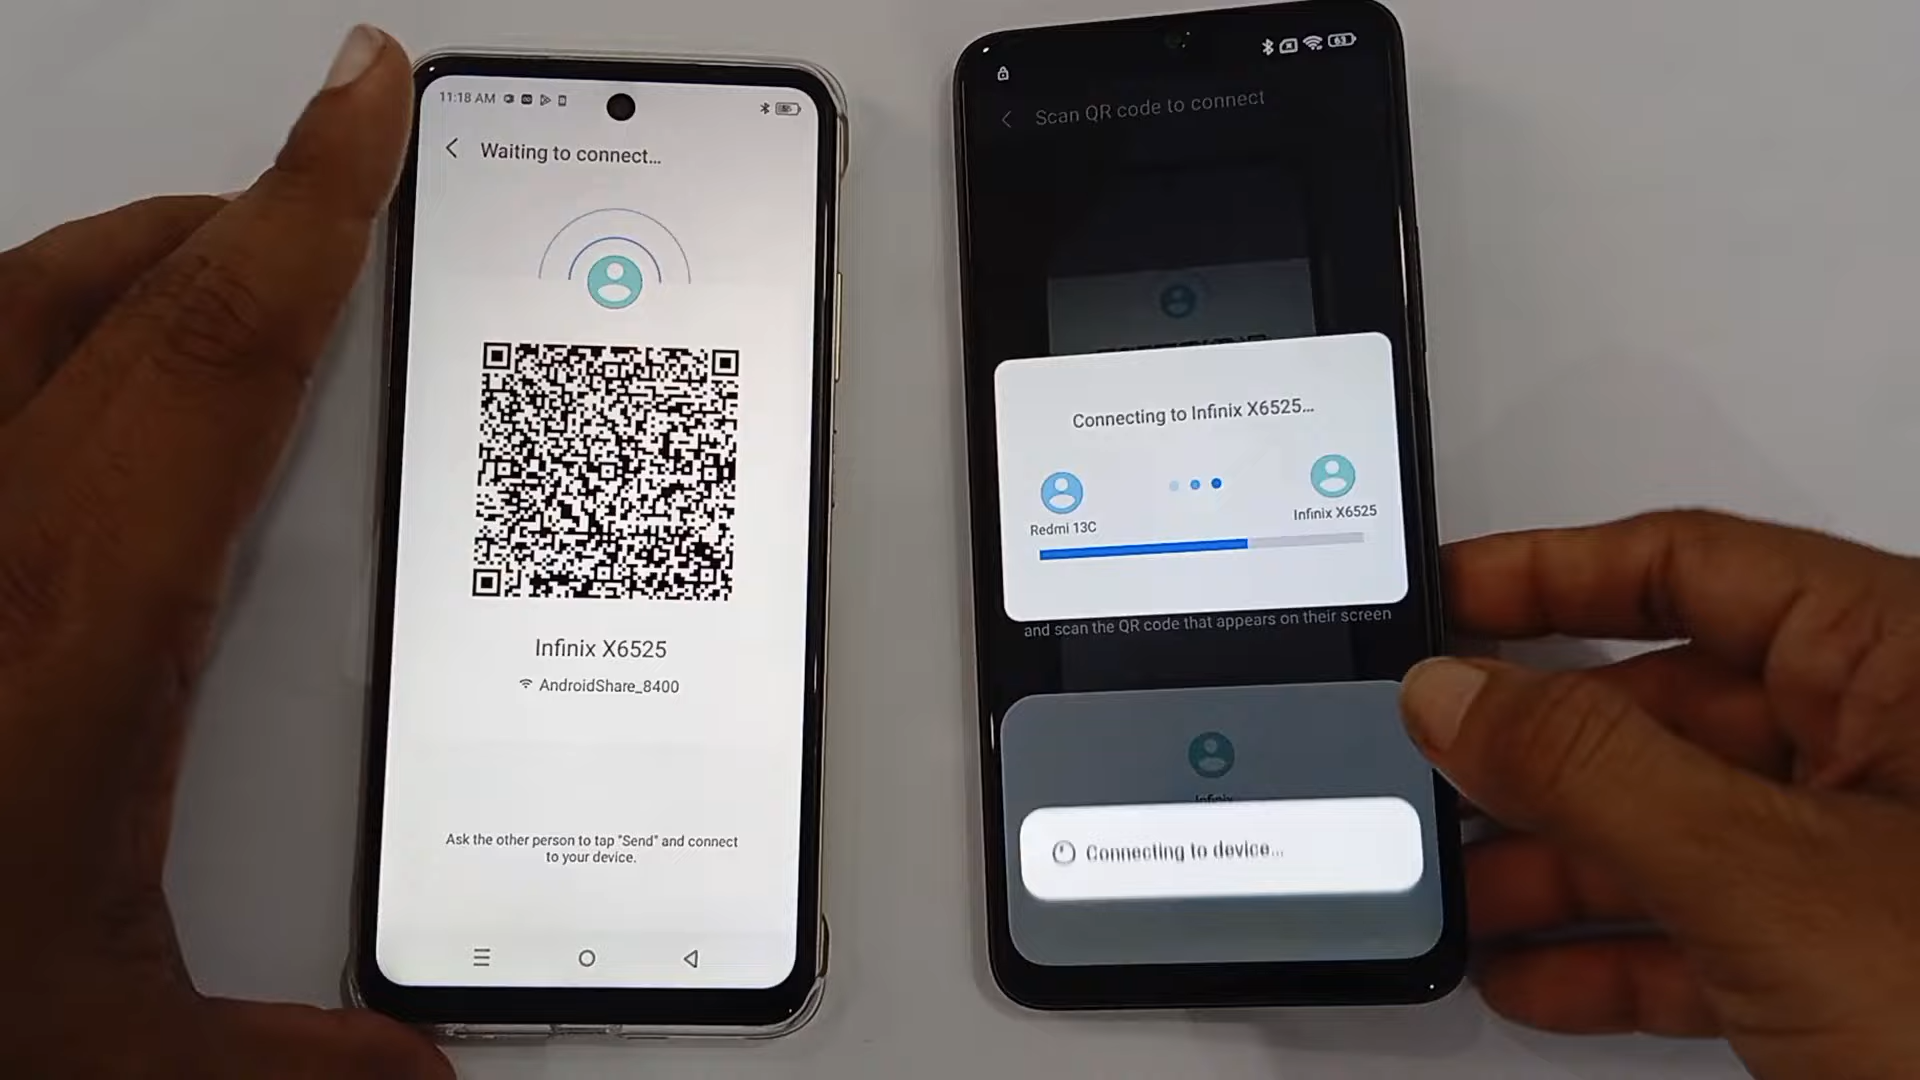 11:18 AM
Waiting to connect...
Infinix X6525
AndroidShare_8400
Ask the other person to tap "Send" and connect
to your device.
63
Scan QR code to connect
Connecting to Infinix X6525...
Redmi 13C
Infinix X6525
and scan the QR code that appears on their screen
Infinix
Connecting to device...